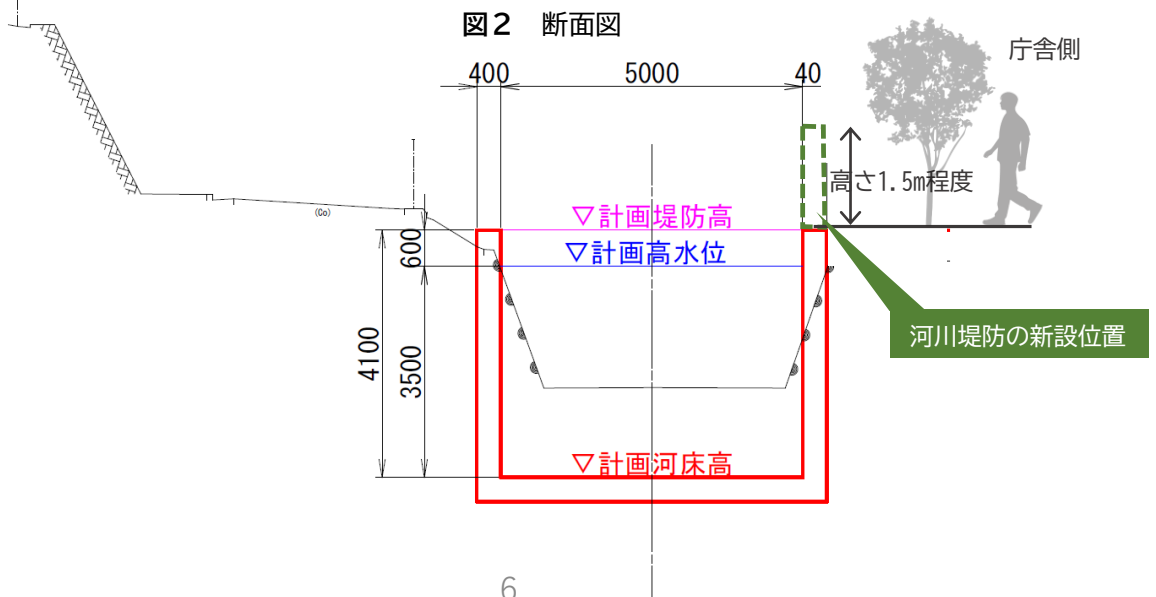 図2 断面図
庁舎側
400 5000 40
高さ1.5m程度
▽計画堤防高
600
▽計画高水位
(Co)
河川堤防の新設位置
4100
3500
▽計画河床高
6